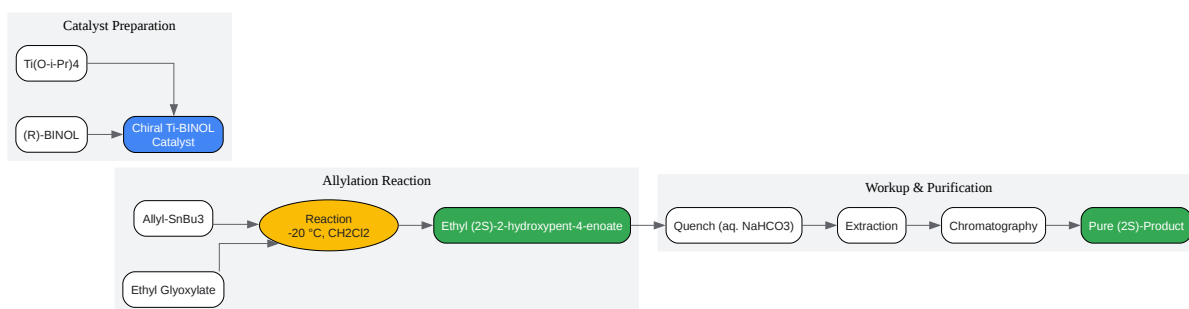 Catalyst Preparation
Ti(O-i-Pr)4
(R)-BINOL
Chiral Ti-BINOL
Catalyst
Allylation Reaction
Allyl-SnBu3
Ethyl Glyoxylate
Reaction
-20 °C, CH2Cl2
Ethyl (2S)-2-hydroxypent-4-enoate
Workup & Purification
Quench (aq. NaHCO3)
Extraction
Chromatography
Pure (2S)-Product